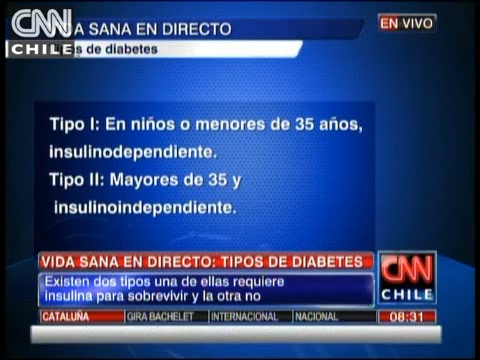 CNN
CHILE
VIDA SANA EN DIRECTO
EN VIVO
s de diabetes
Tipo I: En niños o menores de 35 años,
insulinodependiente.
Tipo II: Mayores de 35 y
insulinoindependiente.
VIDA SANA EN DIRECTO: TIPOS DE DIABETES
Existen dos tipos una de ellas requiere
Insulina para sobrevivir y la otra no
CNN
CHILE
CATALUÑA GIRA BACHELET INTERNACIONAL NACIONAL 08:31